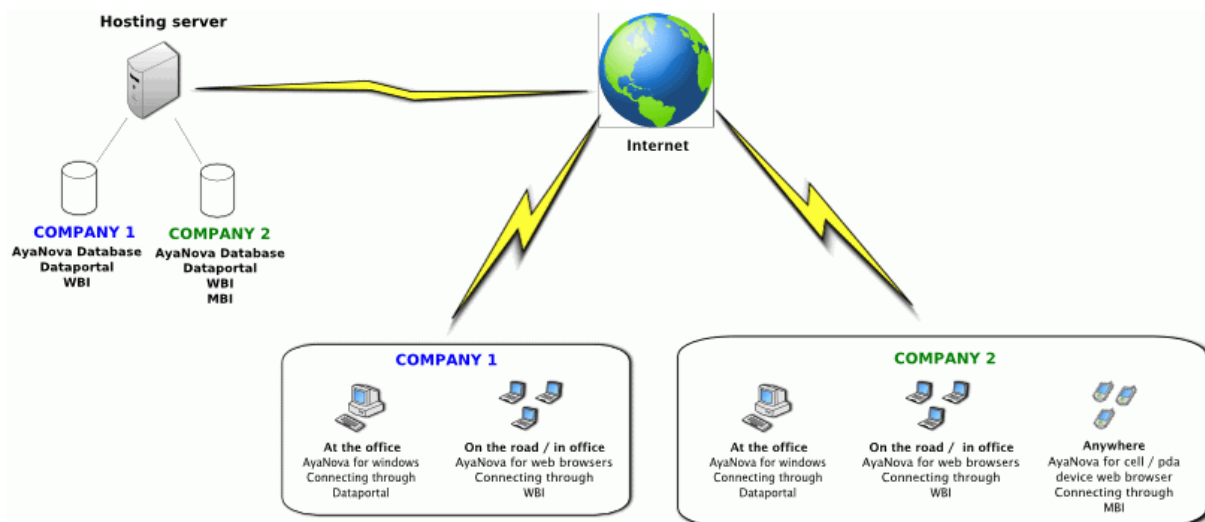 Hosting server
Internet
COMPANY 1
AyaNova Database
Dataportal
WBI
COMPANY 2
AyaNova Database
Dataportal
WBI
MBI
COMPANY 1
At the office
AyaNova for windows
Connecting through
Dataportal
On the road / in office
AyaNova for web browsers
Connecting through
WBI
COMPANY 2
At the office
AyaNova for windows
Connecting through
Dataportal
On the road / in office
AyaNova for web browsers
Connecting through
WBI
Anywhere
AyaNova for cell / pda
device web browser
Connecting through
MBI